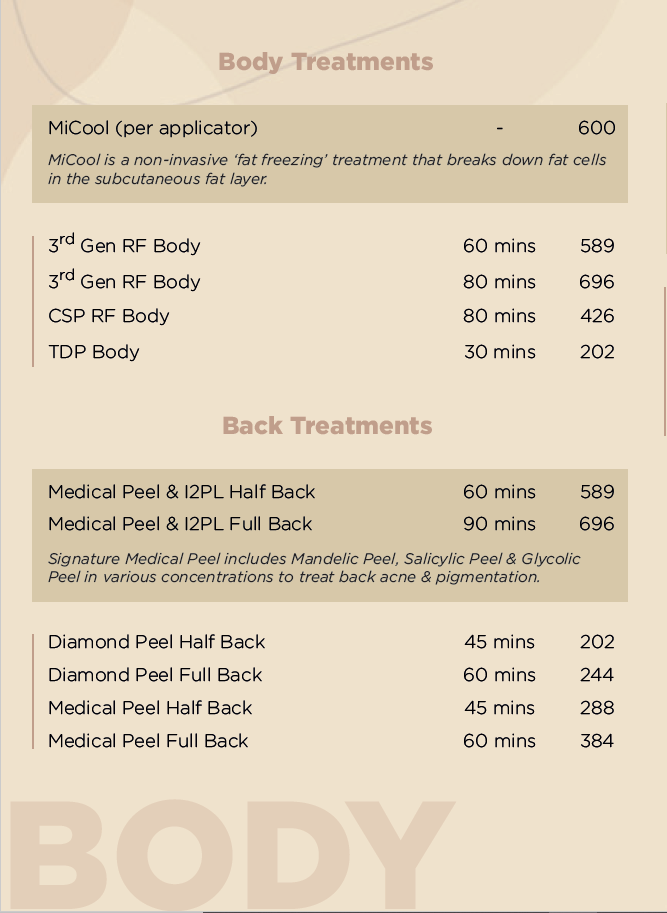 Body Treatments
MiCool (per applicator) - 600
MiCool is a non-invasive ‘fat freezing’ treatment that breaks down fat cells
in the subcutaneous fat layer.
3rd Gen RF Body 60 mins 589
3rd Gen RF Body 80 mins 696
CSP RF Body 80 mins 426
TDP Body 30 mins 202
Back Treatments
Medical Peel & I2PL Half Back 60 mins 589
Medical Peel & I2PL Full Back 90 mins 696
Signature Medical Peel includes Mandelic Peel, Salicylic Peel & Glycolic
Peel in various concentrations to treat back acne & pigmentation.
Diamond Peel Half Back 45 mins 202
Diamond Peel Full Back 60 mins 244
Medical Peel Half Back 45 mins 288
Medical Peel Full Back 60 mins 384
BODY